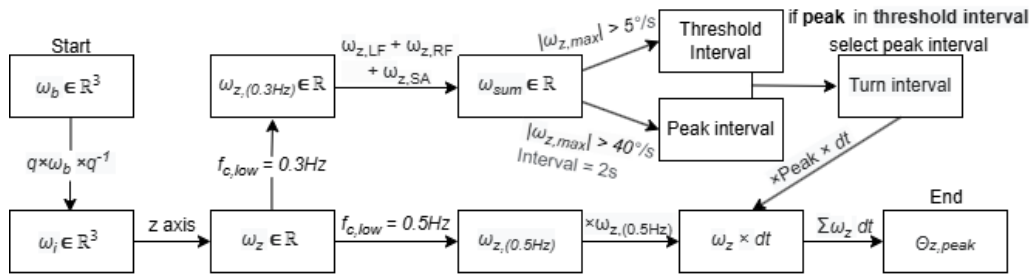 Start
ω_b ∈ ℝ³
q×ω_b ×q⁻¹
ω_i ∈ ℝ³
z axis
ω_z ∈ ℝ
f_c,low = 0.3Hz
ω_z,(0.3Hz) ∈ ℝ
ω_z,LF + ω_z,RF
+ ω_z,SA
ω_sum ∈ ℝ
|ω_z,max| > 5°/s
Threshold
Interval
|ω_z,max| > 40°/s
Interval = 2s
Peak interval
if peak in threshold interval
select peak interval
Turn interval
×Peak × dt
f_c,low = 0.5Hz
ω_z,(0.5Hz)
×ω_z,(0.5Hz)
ω_z × dt
Σω_z dt
End
Θ_z,peak